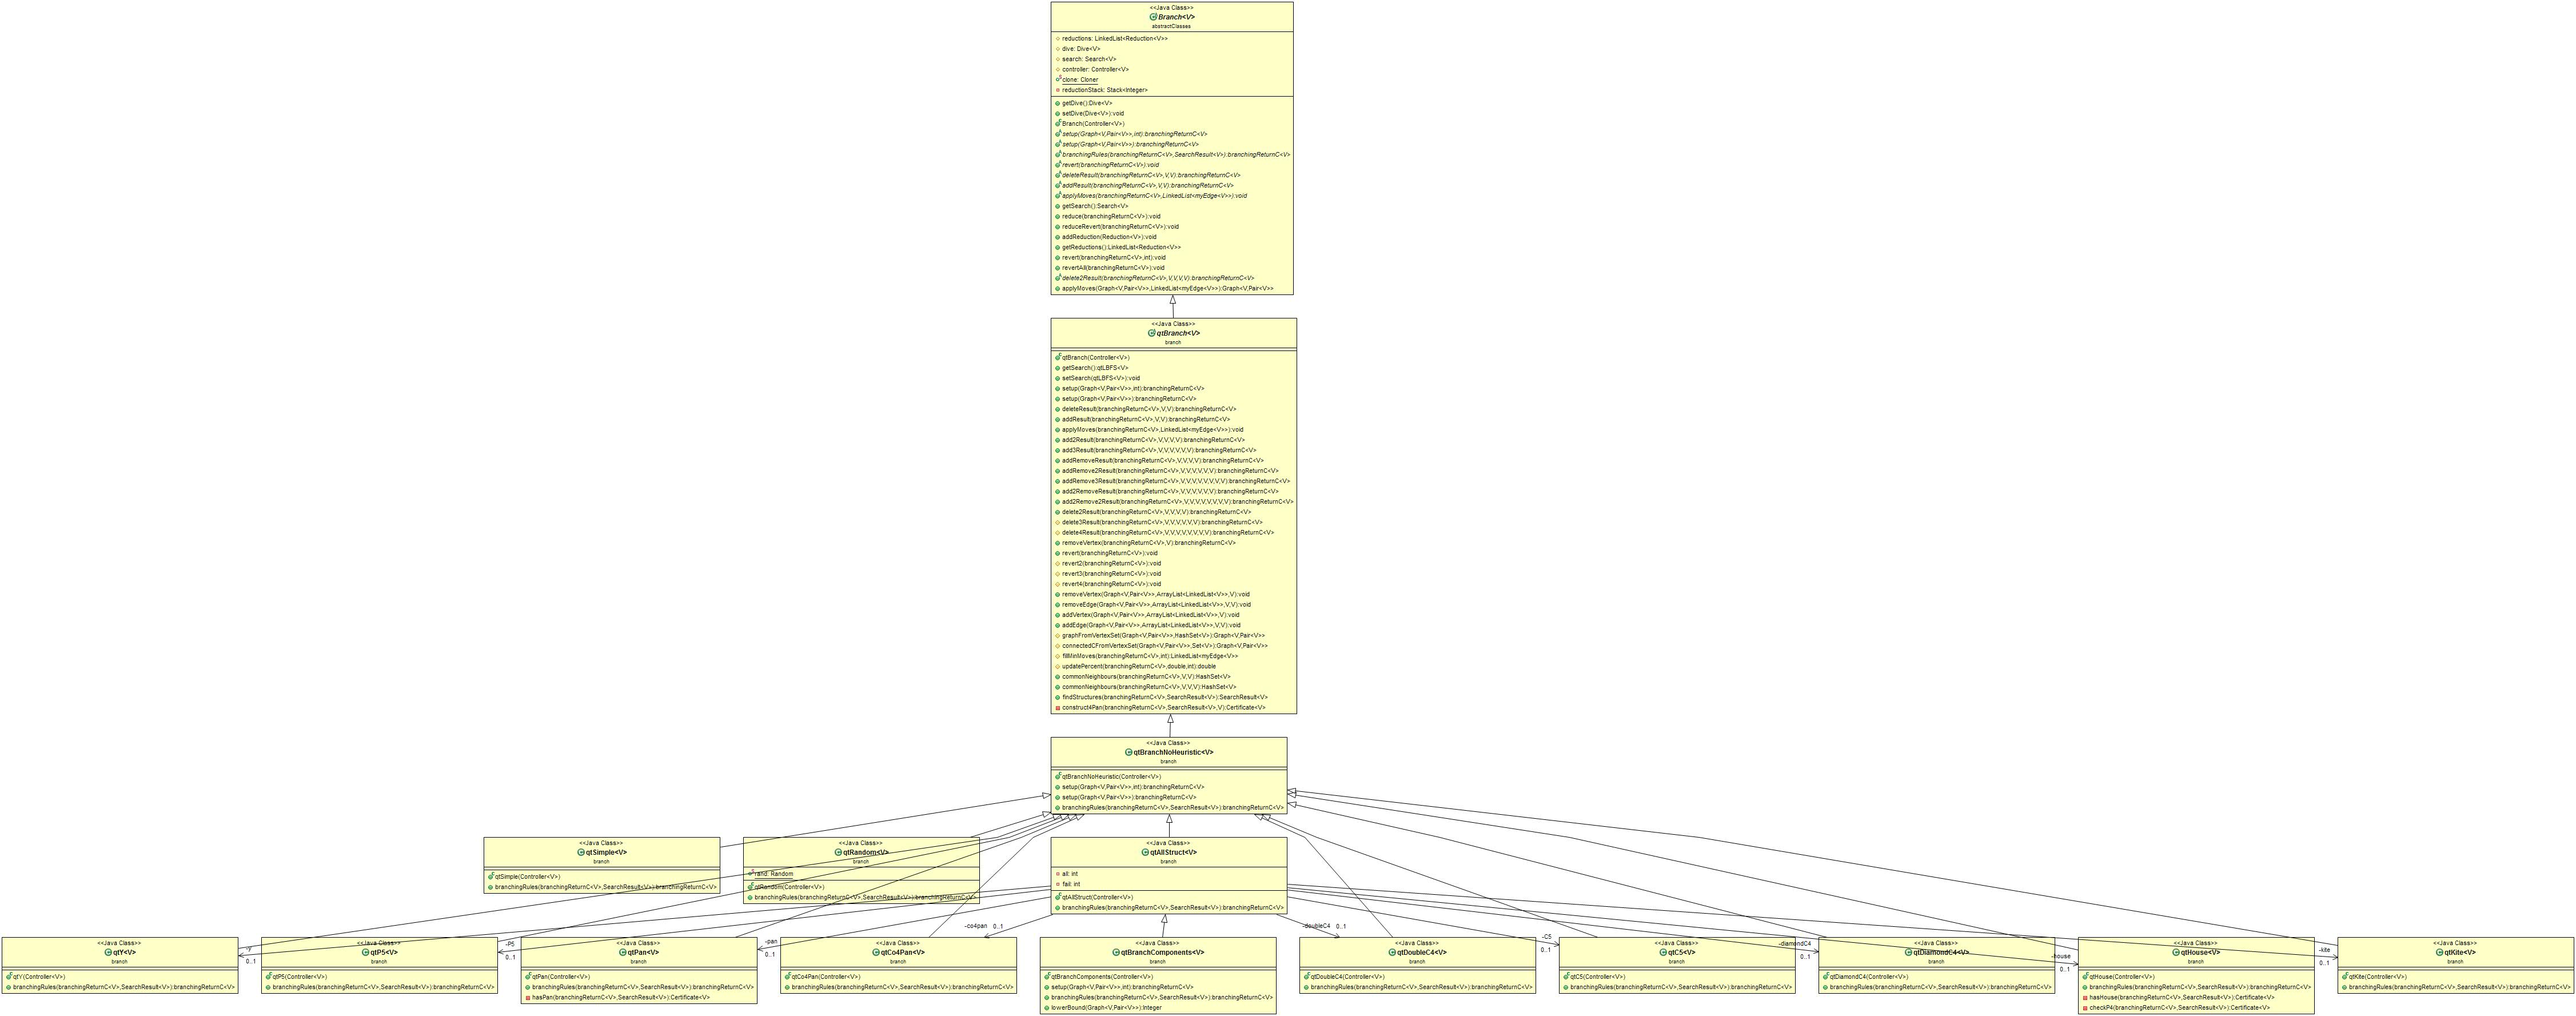 <<Java Class>>
Branch<V>
abstractClasses
reductions: LinkedList<Reduction<V>>
dive: Dive<V>
search: Search<V>
controller: Controller<V>
clone: Cloner
reductionStack: Stack<Integer>
getDive():Dive<V>
setDive(Dive<V>):void
Branch(Controller<V>)
setup(Graph<V,Pair<V>>,int):branchingReturnC<V>
setup(Graph<V,Pair<V>>):branchingReturnC<V>
branchingRules(branchingReturnC<V>,SearchResult<V>):branchingReturnC<V>
revert(branchingReturnC<V>):void
deleteResult(branchingReturnC<V>,V,V):branchingReturnC<V>
addResult(branchingReturnC<V>,V,V):branchingReturnC<V>
applyMoves(branchingReturnC<V>,LinkedList<myEdge<V>>):void
getSearch():Search<V>
reduce(branchingReturnC<V>):void
reduceRevert(branchingReturnC<V>):void
addReduction(Reduction<V>):void
getReductions():LinkedList<Reduction<V>>
revert(branchingReturnC<V>,int):void
revertAll(branchingReturnC<V>):void
delete2Result(branchingReturnC<V>,V,V,V,V):branchingReturnC<V>
applyMoves(Graph<V,Pair<V>>,LinkedList<myEdge<V>>):Graph<V,Pair<V>>
<<Java Class>>
qtBranch<V>
branch
qtBranch(Controller<V>)
getSearch():qtLBFS<V>
setSearch(qtLBFS<V>):void
setup(Graph<V,Pair<V>>,int):branchingReturnC<V>
setup(Graph<V,Pair<V>>):branchingReturnC<V>
deleteResult(branchingReturnC<V>,V,V):branchingReturnC<V>
addResult(branchingReturnC<V>,V,V):branchingReturnC<V>
applyMoves(branchingReturnC<V>,LinkedList<myEdge<V>>):void
add2Result(branchingReturnC<V>,V,V,V,V):branchingReturnC<V>
add3Result(branchingReturnC<V>,V,V,V,V,V,V):branchingReturnC<V>
addRemoveResult(branchingReturnC<V>,V,V,V,V):branchingReturnC<V>
addRemove2Result(branchingReturnC<V>,V,V,V,V,V,V):branchingReturnC<V>
addRemove3Result(branchingReturnC<V>,V,V,V,V,V,V,V,V):branchingReturnC<V>
add2RemoveResult(branchingReturnC<V>,V,V,V,V,V,V):branchingReturnC<V>
add2Remove2Result(branchingReturnC<V>,V,V,V,V,V,V,V,V):branchingReturnC<V>
delete2Result(branchingReturnC<V>,V,V,V,V):branchingReturnC<V>
delete3Result(branchingReturnC<V>,V,V,V,V,V,V):branchingReturnC<V>
delete4Result(branchingReturnC<V>,V,V,V,V,V,V,V,V):branchingReturnC<V>
removeVertex(branchingReturnC<V>,V):branchingReturnC<V>
revert(branchingReturnC<V>):void
revert2(branchingReturnC<V>):void
revert3(branchingReturnC<V>):void
revert4(branchingReturnC<V>):void
removeVertex(Graph<V,Pair<V>>,ArrayList<LinkedList<V>>,V):void
removeEdge(Graph<V,Pair<V>>,ArrayList<LinkedList<V>>,V,V):void
addVertex(Graph<V,Pair<V>>,ArrayList<LinkedList<V>>,V):void
addEdge(Graph<V,Pair<V>>,ArrayList<LinkedList<V>>,V,V):void
graphFromVertexSet(Graph<V,Pair<V>>,HashSet<V>):Graph<V,Pair<V>>
connectedCFromVertexSet(Graph<V,Pair<V>>,Set<V>):Graph<V,Pair<V>>
fillMinMoves(branchingReturnC<V>,int):LinkedList<myEdge<V>>
updatePercent(branchingReturnC<V>,double,int):double
commonNeighbours(branchingReturnC<V>,V,V):HashSet<V>
commonNeighbours(branchingReturnC<V>,V,V,V):HashSet<V>
findStructures(branchingReturnC<V>,SearchResult<V>):SearchResult<V>
construct4Pan(branchingReturnC<V>,SearchResult<V>,V):Certificate<V>
<<Java Class>>
qtBranchNoHeuristic<V>
branch
qtBranchNoHeuristic(Controller<V>)
setup(Graph<V,Pair<V>>,int):branchingReturnC<V>
setup(Graph<V,Pair<V>>):branchingReturnC<V>
branchingRules(branchingReturnC<V>,SearchResult<V>):branchingReturnC<V>
<<Java Class>>
qtSimple<V>
branch
qtSimple(Controller<V>)
branchingRules(branchingReturnC<V>,SearchResult<V>):branchingReturnC<V>
<<Java Class>>
qtRandom<V>
branch
rand: Random
qtRandom(Controller<V>)
branchingRules(branchingReturnC<V>,SearchResult<V>):branchingReturnC<V>
<<Java Class>>
qtAllStruct<V>
branch
all: int
fail: int
qtAllStruct(Controller<V>)
branchingRules(branchingReturnC<V>,SearchResult<V>):branchingReturnC<V>
<<Java Class>>
qtY<V>
branch
qtY(Controller<V>)
branchingRules(branchingReturnC<V>,SearchResult<V>):branchingReturnC<V>
-Y
0..1
<<Java Class>>
qtP5<V>
branch
qtP5(Controller<V>)
branchingRules(branchingReturnC<V>,SearchResult<V>):branchingReturnC<V>
-P5
0..1
<<Java Class>>
qtPan<V>
branch
qtPan(Controller<V>)
branchingRules(branchingReturnC<V>,SearchResult<V>):branchingReturnC<V>
hasPan(branchingReturnC<V>,SearchResult<V>):Certificate<V>
-pan
0..1
<<Java Class>>
qtCo4Pan<V>
branch
qtCo4Pan(Controller<V>)
branchingRules(branchingReturnC<V>,SearchResult<V>):branchingReturnC<V>
-co4pan 0..1
<<Java Class>>
qtBranchComponents<V>
branch
qtBranchComponents(Controller<V>)
setup(Graph<V,Pair<V>>,int):branchingReturnC<V>
branchingRules(branchingReturnC<V>,SearchResult<V>):branchingReturnC<V>
lowerBound(Graph<V,Pair<V>>):Integer
-doubleC4 0..1
<<Java Class>>
qtDoubleC4<V>
branch
qtDoubleC4(Controller<V>)
branchingRules(branchingReturnC<V>,SearchResult<V>):branchingReturnC<V>
-C5
0..1
<<Java Class>>
qtC5<V>
branch
qtC5(Controller<V>)
branchingRules(branchingReturnC<V>,SearchResult<V>):branchingReturnC<V>
-diamondC4
0..1
<<Java Class>>
qtDiamondC4<V>
branch
qtDiamondC4(Controller<V>)
branchingRules(branchingReturnC<V>,SearchResult<V>):branchingReturnC<V>
-house
0..1
<<Java Class>>
qtHouse<V>
branch
qtHouse(Controller<V>)
branchingRules(branchingReturnC<V>,SearchResult<V>):branchingReturnC<V>
hasHouse(branchingReturnC<V>,SearchResult<V>):Certificate<V>
checkP4(branchingReturnC<V>,SearchResult<V>):Certificate<V>
-kite
0..1
<<Java Class>>
qtKite<V>
branch
qtKite(Controller<V>)
branchingRules(branchingReturnC<V>,SearchResult<V>):branchingReturnC<V>